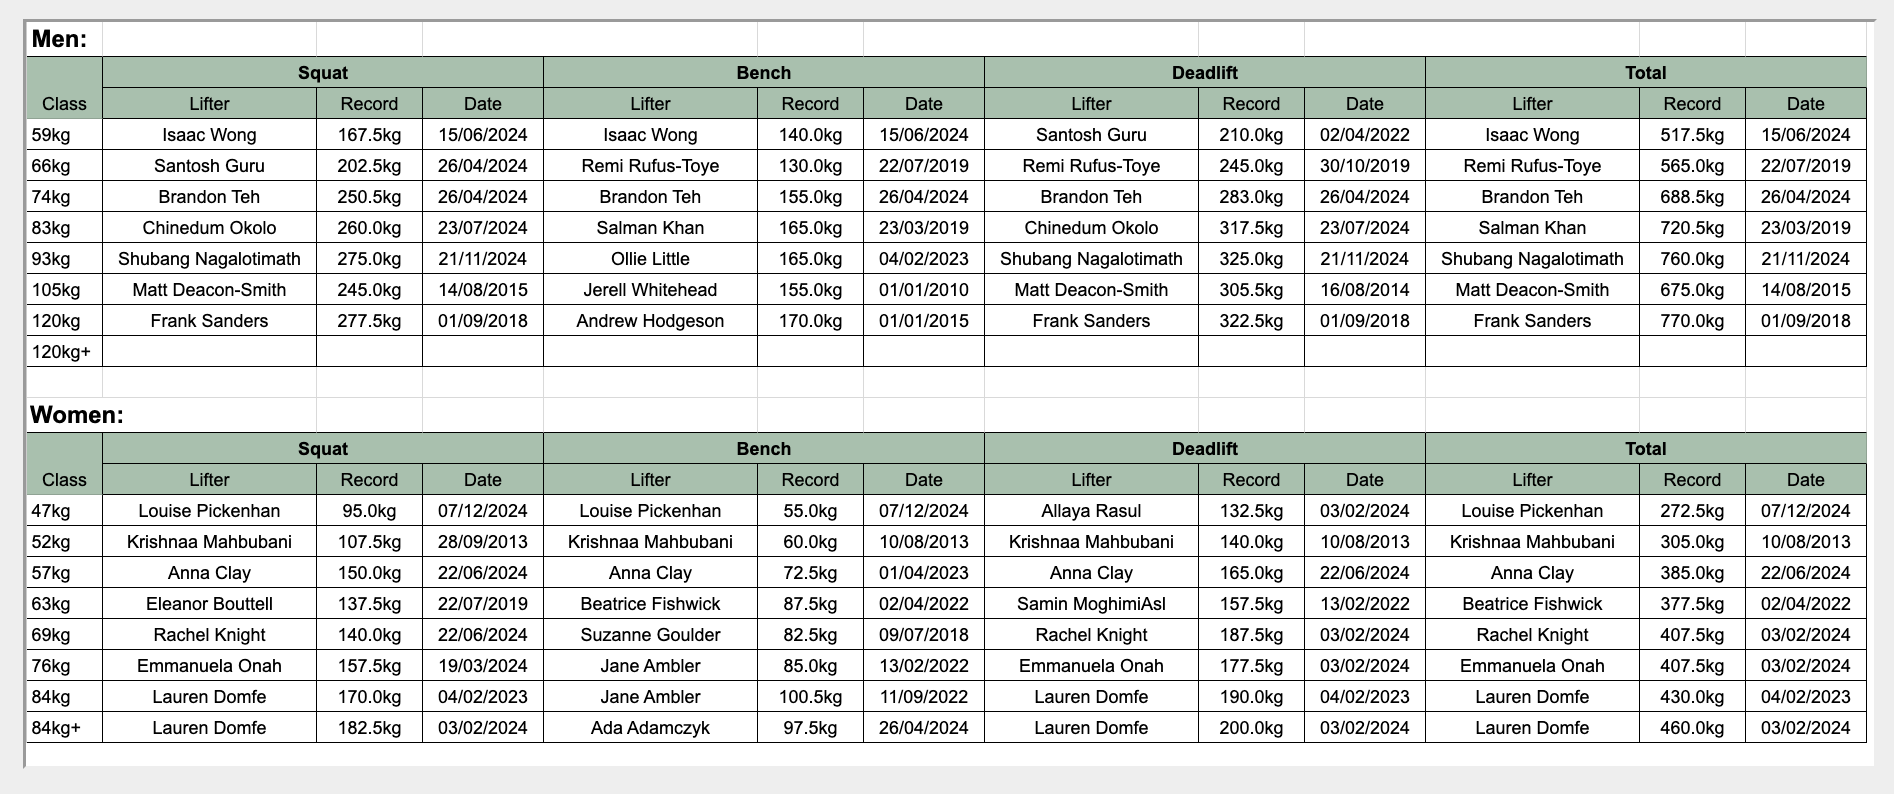 Men:
Squat Bench Deadlift Total
Class Lifter Record Date Lifter Record Date Lifter Record Date Lifter Record Date
59kg Isaac Wong 167.5kg 15/06/2024 Isaac Wong 140.0kg 15/06/2024 Santosh Guru 210.0kg 02/04/2022 Isaac Wong 517.5kg 15/06/2024
66kg Santosh Guru 202.5kg 26/04/2024 Remi Rufus-Toye 130.0kg 22/07/2019 Remi Rufus-Toye 245.0kg 30/10/2019 Remi Rufus-Toye 565.0kg 22/07/2019
74kg Brandon Teh 250.5kg 26/04/2024 Brandon Teh 155.0kg 26/04/2024 Brandon Teh 283.0kg 26/04/2024 Brandon Teh 688.5kg 26/04/2024
83kg Chinedum Okolo 260.0kg 23/07/2024 Salman Khan 165.0kg 23/03/2019 Chinedum Okolo 317.5kg 23/07/2024 Salman Khan 720.5kg 23/03/2019
93kg Shubang Nagalotimath 275.0kg 21/11/2024 Ollie Little 165.0kg 04/02/2023 Shubang Nagalotimath 325.0kg 21/11/2024 Shubang Nagalotimath 760.0kg 21/11/2024
105kg Matt Deacon-Smith 245.0kg 14/08/2015 Jerell Whitehead 155.0kg 01/01/2010 Matt Deacon-Smith 305.5kg 16/08/2014 Matt Deacon-Smith 675.0kg 14/08/2015
120kg Frank Sanders 277.5kg 01/09/2018 Andrew Hodgeson 170.0kg 01/01/2015 Frank Sanders 322.5kg 01/09/2018 Frank Sanders 770.0kg 01/09/2018
120kg+
Women:
Squat Bench Deadlift Total
Class Lifter Record Date Lifter Record Date Lifter Record Date Lifter Record Date
47kg Louise Pickenhan 95.0kg 07/12/2024 Louise Pickenhan 55.0kg 07/12/2024 Allaya Rasul 132.5kg 03/02/2024 Louise Pickenhan 272.5kg 07/12/2024
52kg Krishnaa Mahbubani 107.5kg 28/09/2013 Krishnaa Mahbubani 60.0kg 10/08/2013 Krishnaa Mahbubani 140.0kg 10/08/2013 Krishnaa Mahbubani 305.0kg 10/08/2013
57kg Anna Clay 150.0kg 22/06/2024 Anna Clay 72.5kg 01/04/2023 Anna Clay 165.0kg 22/06/2024 Anna Clay 385.0kg 22/06/2024
63kg Eleanor Bouttell 137.5kg 22/07/2019 Beatrice Fishwick 87.5kg 02/04/2022 Samin MoghimiAsl 157.5kg 13/02/2022 Beatrice Fishwick 377.5kg 02/04/2022
69kg Rachel Knight 140.0kg 22/06/2024 Suzanne Goulder 82.5kg 09/07/2018 Rachel Knight 187.5kg 03/02/2024 Rachel Knight 407.5kg 03/02/2024
76kg Emmanuela Onah 157.5kg 19/03/2024 Jane Ambler 85.0kg 13/02/2022 Emmanuela Onah 177.5kg 03/02/2024 Emmanuela Onah 407.5kg 03/02/2024
84kg Lauren Domfe 170.0kg 04/02/2023 Jane Ambler 100.5kg 11/09/2022 Lauren Domfe 190.0kg 04/02/2023 Lauren Domfe 430.0kg 04/02/2023
84kg+ Lauren Domfe 182.5kg 03/02/2024 Ada Adamczyk 97.5kg 26/04/2024 Lauren Domfe 200.0kg 03/02/2024 Lauren Domfe 460.0kg 03/02/2024